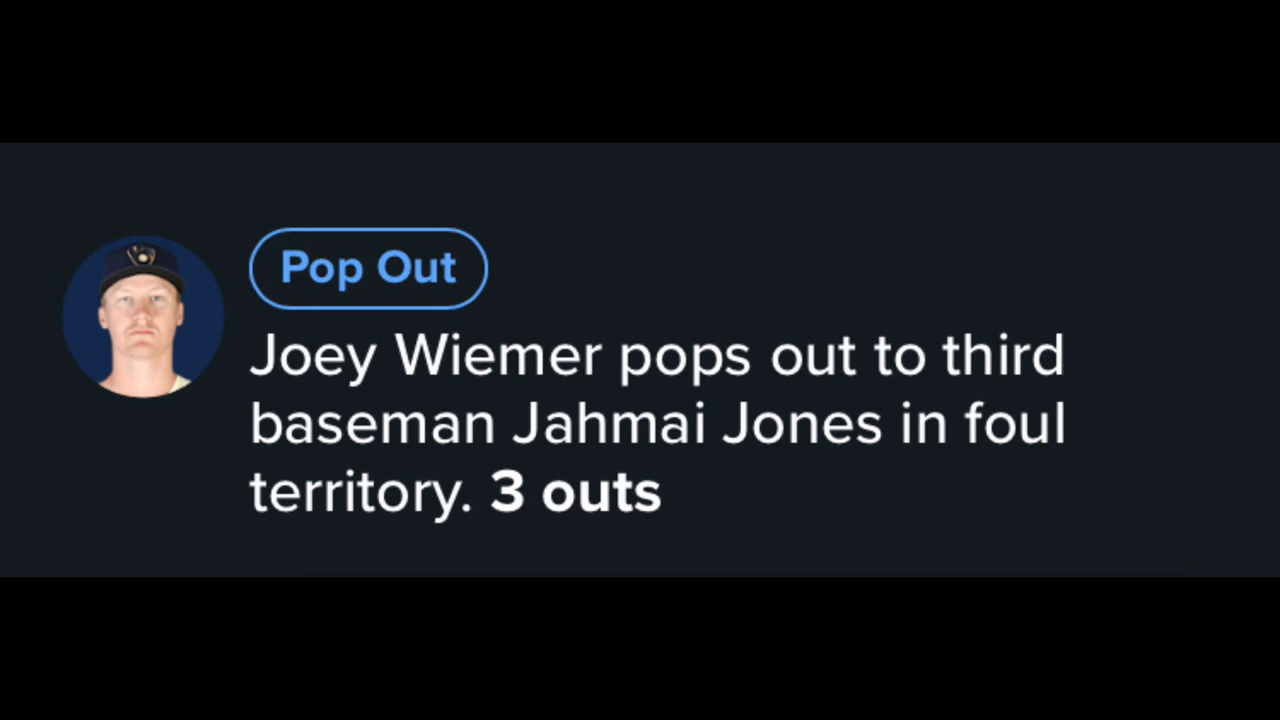 Pop Out
Joey Wiemer pops out to third
baseman Jahmai Jones in foul
territory. 3 outs